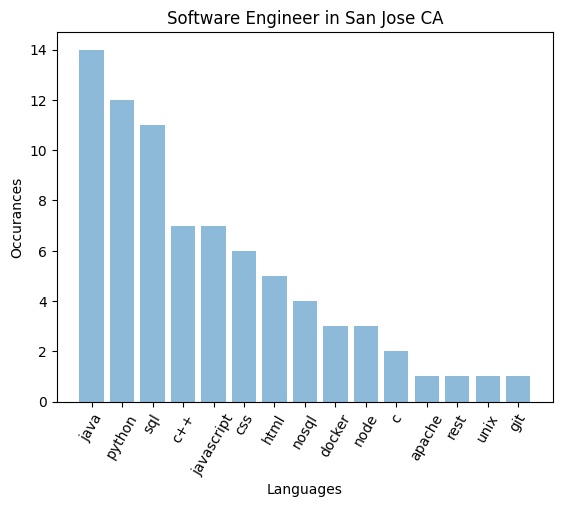 Software Engineer in San Jose CA
Occurances
14
12
10
8
6
4
2
0
java
python
sql
c++
javascript
css
html
nosql
docker
node
c
apache
rest
unix
git
Languages